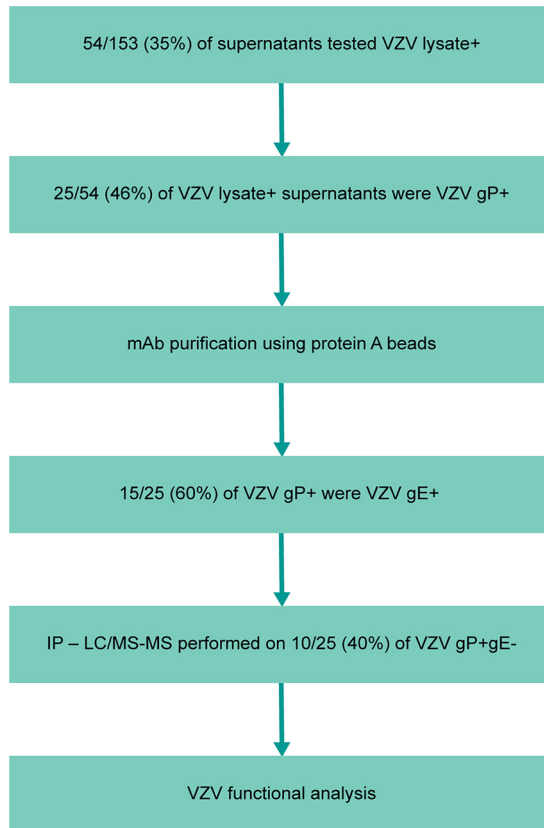 54/153 (35%) of supernatants tested VZV lysate+
25/54 (46%) of VZV lysate+ supernatants were VZV gP+
mAb purification using protein A beads
15/25 (60%) of VZV gP+ were VZV gE+
IP – LC/MS-MS performed on 10/25 (40%) of VZV gP+gE-
VZV functional analysis